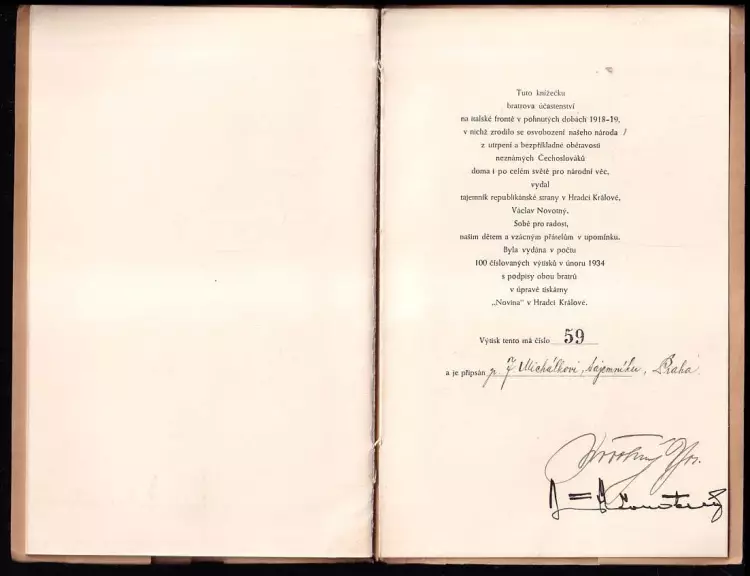 Tuto knížečku
bratrova účastenství
na italské frontě v pohnutých dobách 1918-19,
v nichž zrodilo se osvobození našeho národa /
z utrpení a bezpříkladné obětavosti
neznámých Čechoslováků
doma i po celém světě pro národní věc,
vydal
tajemník republikánské strany v Hradci Králové,
Václav Novotný.
Sobě pro radost,
našim dětem a vzácným přátelům v upomínku.
Byla vydána v počtu
100 číslovaných výtisků v únoru 1934
s podpisy obou bratrů
v úpravě tiskárny
„Novina" v Hradci Králové.
Výtisk tento má číslo 59
a je připsán p. J. Michálkovi, tajemníku, Praha
Novotný
Novotný